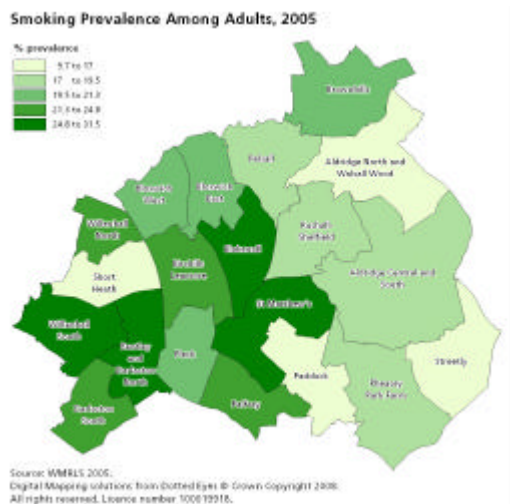 Smoking Prevalence Among Adults, 2005
% prevalence
9.7 to 17
17 to 19.5
19.5 to 21.3
21.3 to 24.8
24.8 to 31.5
Brownhills
Pelsall
Aldridge North and
Walsall Wood
Bloxwich
West
Bloxwich
East
Willenhall
North
Rushall-
Shelfield
Blakenall
Birchills
Leamore
Short
Heath
Aldridge Central and
South
St Matthew's
Willenhall
South
Bentley
and
Darlaston
North
Pleck
Paddock
Streetly
Pheasey
Park Farm
Darlaston
South
Palfrey
Source: WMRLS 2005.
Digital Mapping solutions from Dotted Eyes © Crown Copyright 2008.
All rights reserved. Licence number 100019918.